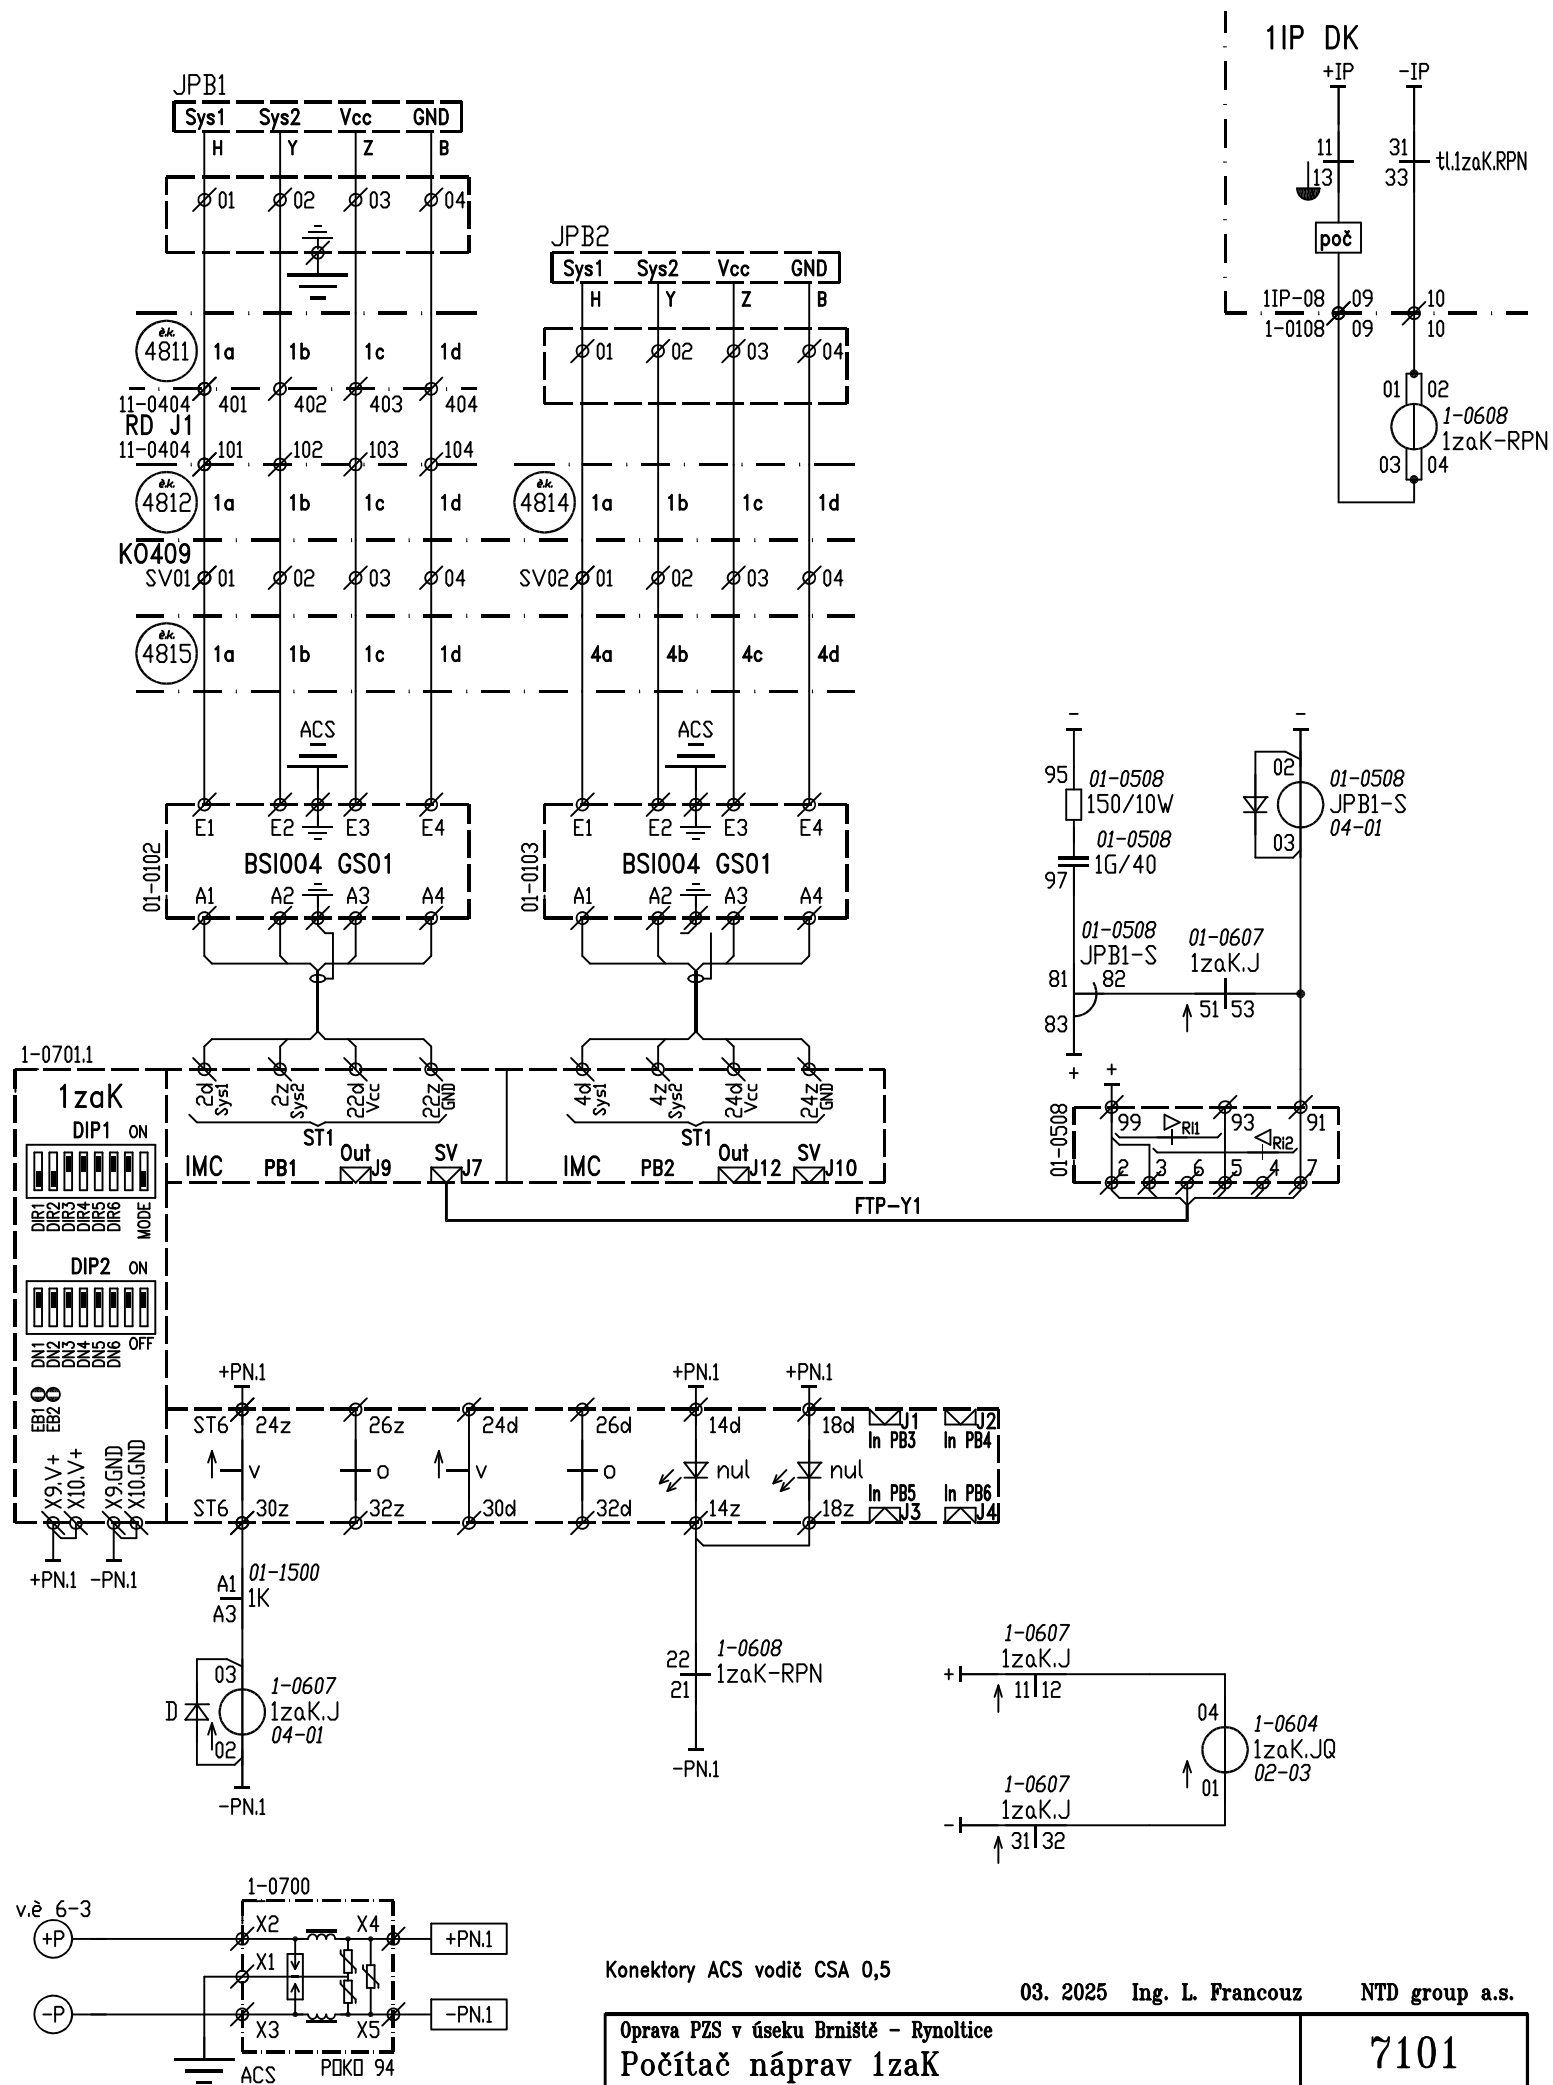 1IP DK
+IP -IP
11 31 tl.1zaK.RPN
13 33
poč
1IP-08 09 10
1-0108 09 10
01 02
1-0608
1zaK-RPN
03 04
JPB1
Sys1 Sys2 Vcc GND
H Y Z B
01 02 03 04
JPB2
Sys1 Sys2 Vcc GND
H Y Z B
01 02 03 04
è.k.
4811 1a 1b 1c 1d
11-0404 401 402 403 404
RD J1
11-0404 101 102 103 104
è.k.
4812 1a 1b 1c 1d
è.k.
4814 1a 1b 1c 1d
KO409
SV01 01 02 03 04
SV02 01 02 03 04
è.k.
4815 1a 1b 1c 1d
4a 4b 4c 4d
ACS ACS
E1 E2 E3 E4
01-0102
BSI004 GS01
A1 A2 A3 A4
E1 E2 E3 E4
01-0103
BSI004 GS01
A1 A2 A3 A4
95 01-0508
150/10W
01-0508
1G/40
97
02 01-0508
JPB1-S
04-01
03
01-0508
JPB1-S
81 82
83
01-0607
1zaK.J
51 53
- -
+ +
01-0508
99 93 91
Ri1
Ri2
2 3 6 5 4 7
1-0701.1
1zaK
DIP1 ON
DIR1 DIR2 DIR3 DIR4 DIR5 DIR6 MODE
DIP2 ON
DN1 DN2 DN3 DN4 DN5 DN6 OFF
EB1 EB2
X9.V+ X10.V+ X9.GND X10.GND
+PN.1 -PN.1
2d Sys1 2z Sys2 22d Vcc 22z GND
ST1
IMC PB1 Out J9 SV J7
4d Sys1 4z Sys2 24d Vcc 24z GND
ST1
IMC PB2 Out J12 SV J10
FTP-Y1
+PN.1 +PN.1 +PN.1
ST6 24z 26z 24d 26d 14d 18d J1 J2
In PB3 In PB4
v o v o nul nul
In PB5 In PB6
ST6 30z 32z 30d 32d 14z 18z J3 J4
A1 01-1500
1K
A3
03 1-0607
D 1zaK.J
04-01
02
-PN.1
22 1-0608
1zaK-RPN
21
-PN.1
1-0607
1zaK.J
+ 11 12
04 1-0604
1zaK.JQ
02-03
01
1-0607
1zaK.J
- 31 32
v.è 6-3
1-0700
+P X2 X4 +PN.1
X1
-P X3 X5 -PN.1
ACS POKO 94
Konektory ACS vodič CSA 0,5
03. 2025 Ing. L. Francouz NTD group a.s.
Oprava PZS v úseku Brniště - Rynoltice
Počítač náprav 1zaK
7101